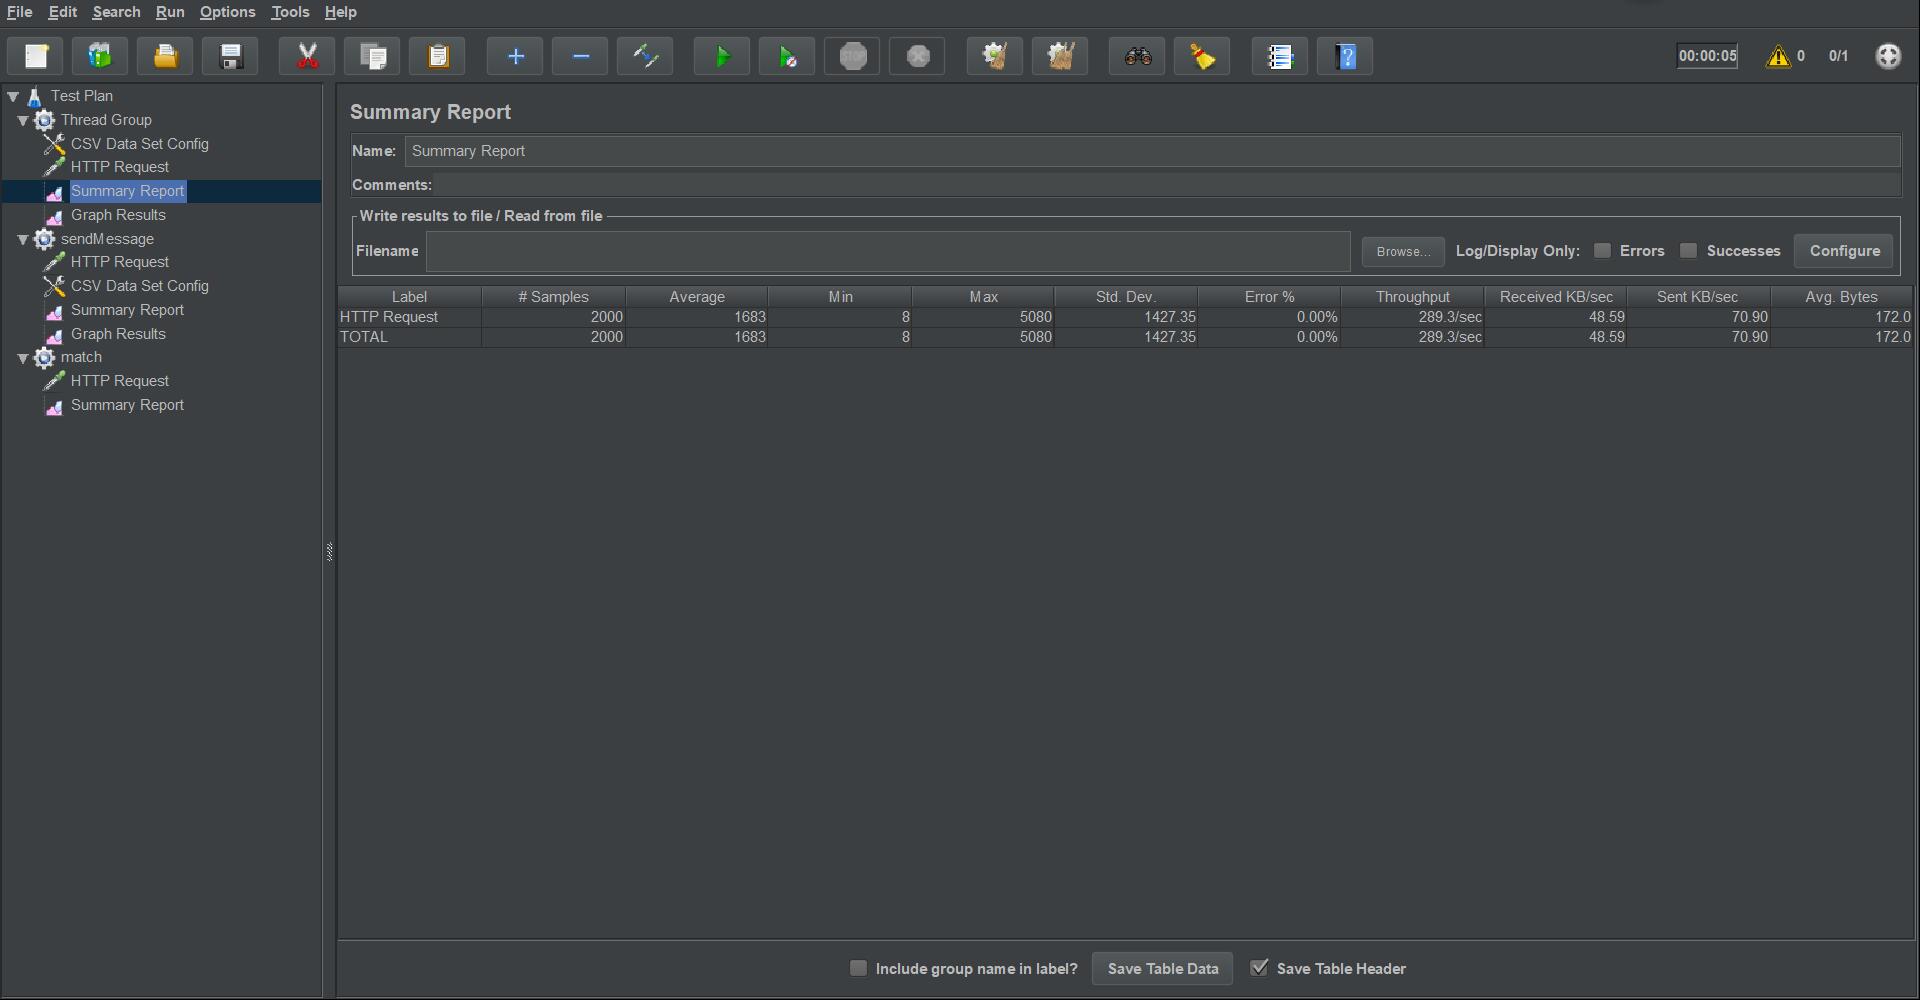 File Edit Search Run Options Tools Help
STOP
00:00:05 0 0/1
Test Plan
Thread Group
CSV Data Set Config
HTTP Request
Summary Report
Graph Results
sendMessage
HTTP Request
CSV Data Set Config
Summary Report
Graph Results
match
HTTP Request
Summary Report
Summary Report
Name: Summary Report
Comments:
Write results to file / Read from file
Filename Browse... Log/Display Only: Errors Successes Configure
Label # Samples Average Min Max Std. Dev. Error % Throughput Received KB/sec Sent KB/sec Avg. Bytes
HTTP Request 2000 1683 8 5080 1427.35 0.00% 289.3/sec 48.59 70.90 172.0
TOTAL 2000 1683 8 5080 1427.35 0.00% 289.3/sec 48.59 70.90 172.0
Include group name in label? Save Table Data Save Table Header